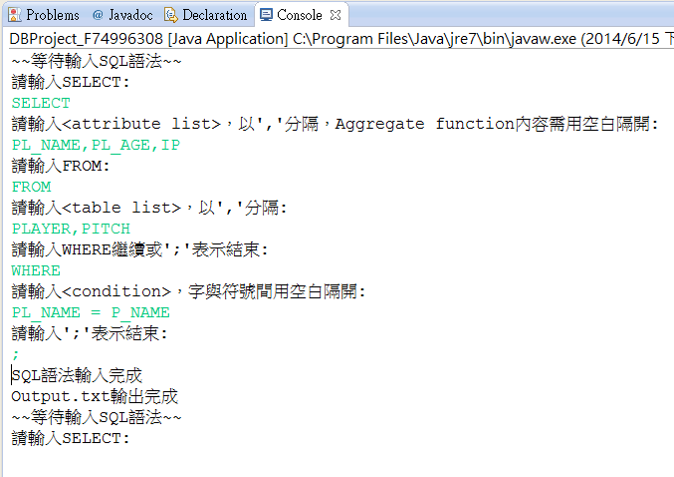 Problems @ Javadoc Declaration Console
DBProject_F74996308 [Java Application] C:\Program Files\Java\jre7\bin\javaw.exe (2014/6/15 下
~~等待輸入SQL語法~~
請輸入SELECT:
SELECT
請輸入<attribute list>，以','分隔，Aggregate function內容需用空白隔開:
PL_NAME,PL_AGE,IP
請輸入FROM:
FROM
請輸入<table list>，以','分隔:
PLAYER,PITCH
請輸入WHERE繼續或';'表示結束:
WHERE
請輸入<condition>，字與符號間用空白隔開:
PL_NAME = P_NAME
請輸入';'表示結束:
;
SQL語法輸入完成
Output.txt輸出完成
~~等待輸入SQL語法~~
請輸入SELECT: